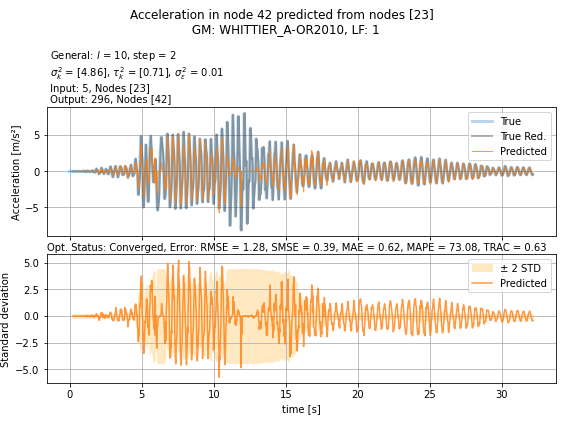 Acceleration in node 42 predicted from nodes [23]
GM: WHITTIER_A-OR2010, LF: 1
General: l = 10, step = 2
σ²ₖ = [4.86], τ²ₖ = [0.71], σ²ε = 0.01
Input: 5, Nodes [23]
Output: 296, Nodes [42]
Acceleration [m/s²]
5
0
−5
True
True Red.
Predicted
Opt. Status: Converged, Error: RMSE = 1.28, SMSE = 0.39, MAE = 0.62, MAPE = 73.08, TRAC = 0.63
Standard deviation
5.0
2.5
0.0
−2.5
−5.0
± 2 STD
Predicted
0 5 10 15 20 25 30
time [s]